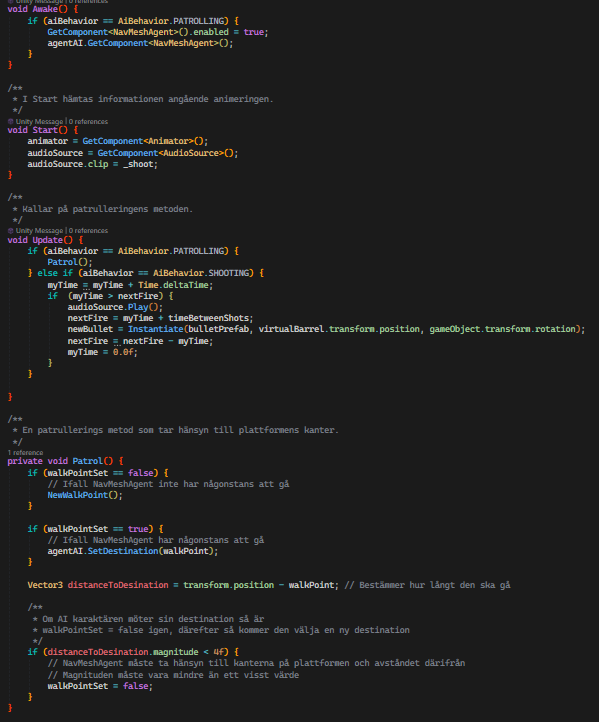 Unity Message | 0 references
void Awake() {
    if (aiBehavior == AiBehavior.PATROLLING) {
        GetComponent<NavMeshAgent>().enabled = true;
        agentAI.GetComponent<NavMeshAgent>();
    }
}
/**
 * I Start hämtas informationen angående animeringen.
 */
Unity Message | 0 references
void Start() {
    animator = GetComponent<Animator>();
    audioSource = GetComponent<AudioSource>();
    audioSource.clip = _shoot;
}
/**
 * Kallar på patrulleringens metoden.
 */
Unity Message | 0 references
void Update() {
    if (aiBehavior == AiBehavior.PATROLLING) {
        Patrol();
    } else if (aiBehavior == AiBehavior.SHOOTING) {
        myTime = myTime + Time.deltaTime;
        if  (myTime > nextFire) {
            audioSource.Play();
            nextFire = myTime + timeBetweenShots;
            newBullet = Instantiate(bulletPrefab, virtualBarrel.transform.position, gameObject.transform.rotation);
            nextFire = nextFire - myTime;
            myTime = 0.0f;
        }
    }
}
/**
 * En patrullerings metod som tar hänsyn till plattformens kanter.
 */
1 reference
private void Patrol() {
    if (walkPointSet == false) {
        // Ifall NavMeshAgent inte har någonstans att gå
        NewWalkPoint();
    }
    if (walkPointSet == true) {
        // Ifall NavMeshAgent har någonstans att gå
        agentAI.SetDestination(walkPoint);
    }
    Vector3 distanceToDesination = transform.position - walkPoint; // Bestämmer hur långt den ska gå
    /**
     * Om AI karaktären möter sin destination så är
     * walkPointSet = false igen, därefter så kommer den välja en ny destination
     */
    if (distanceToDesination.magnitude < 4f) {
        // NavMeshAgent måste ta hänsyn till kanterna på plattformen och avståndet därifrån
        // Magnituden måste vara mindre än ett visst värde
        walkPointSet = false;
    }
}